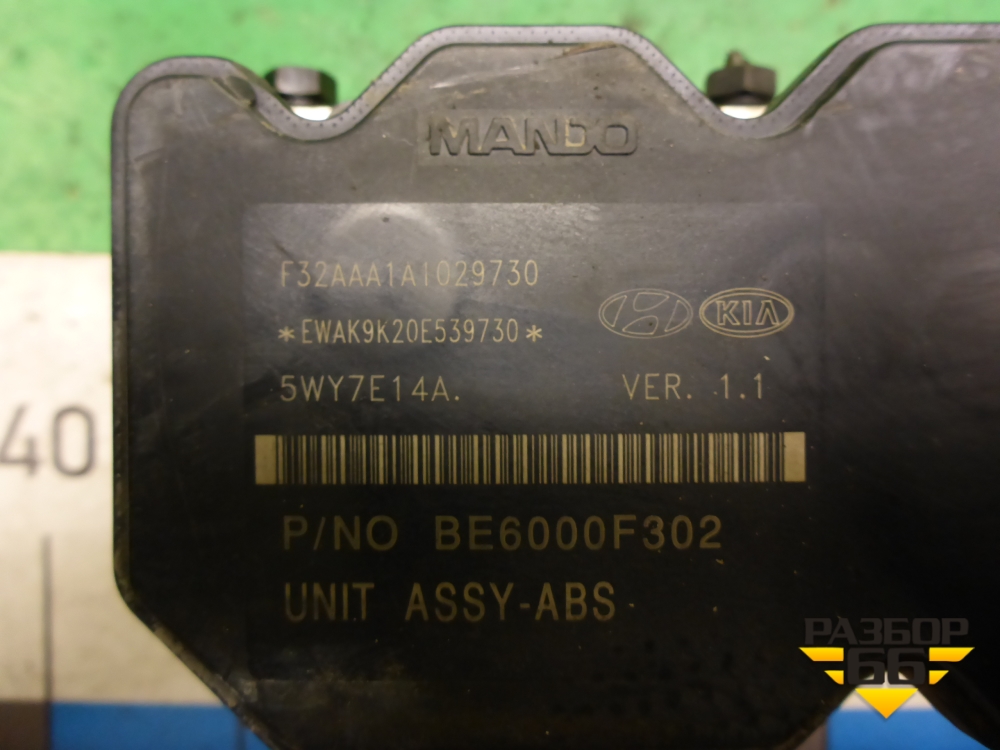 MANDO
F32AAA1A1029730
*EWAK9K20E539730*
KIA
5WY7E14A. VER. 1.1
P/NO BE6000F302
UNIT ASSY-ABS
40
РАЗБОР
66